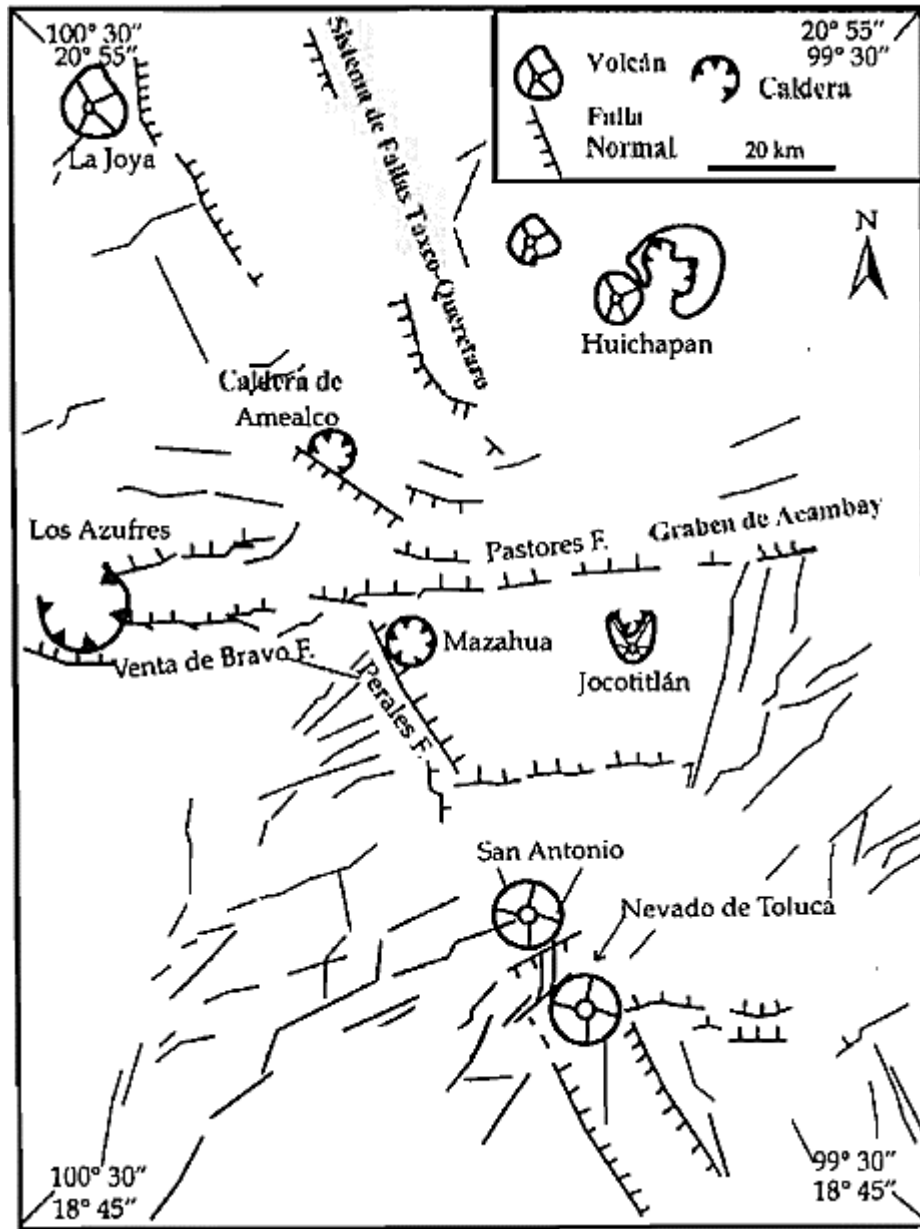 100° 30”
20° 55”
Sistema de Fallas Taxco-Querétaro
20° 55”
99° 30”
Volcán
Caldera
Falla
Normal
20 km
La Joya
N
Huichapan
Caldera de
Amealco
Los Azufres
Pastores F.
Graben de Acambay
Mazahua
Venta de Bravo F.
Perales F.
Jocotitlán
San Antonio
Nevado de Toluca
100° 30”
18° 45”
99° 30”
18° 45”